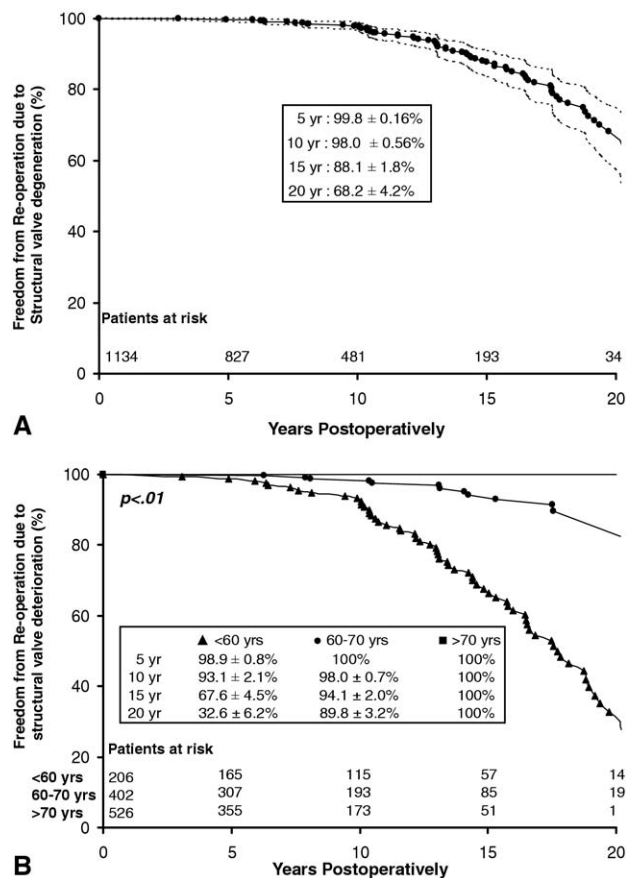 Freedom from Re-operation due to
Structural valve degeneration (%)
100
80
60
40
20
0
5 yr : 99.8 ± 0.16%
10 yr : 98.0 ± 0.56%
15 yr : 88.1 ± 1.8%
20 yr : 68.2 ± 4.2%
Patients at risk
1134 827 481 193 34
0 5 10 15 20
Years Postoperatively
A
Freedom from Re-operation due to
structural valve deterioration (%)
100
80
60
40
20
0
p<.01
<60 yrs 60-70 yrs >70 yrs
5 yr 98.9 ± 0.8% 100% 100%
10 yr 93.1 ± 2.1% 98.0 ± 0.7% 100%
15 yr 67.6 ± 4.5% 94.1 ± 2.0% 100%
20 yr 32.6 ± 6.2% 89.8 ± 3.2% 100%
Patients at risk
<60 yrs 206 165 115 57 14
60-70 yrs 402 307 193 85 19
>70 yrs 526 355 173 51 1
0 5 10 15 20
Years Postoperatively
B